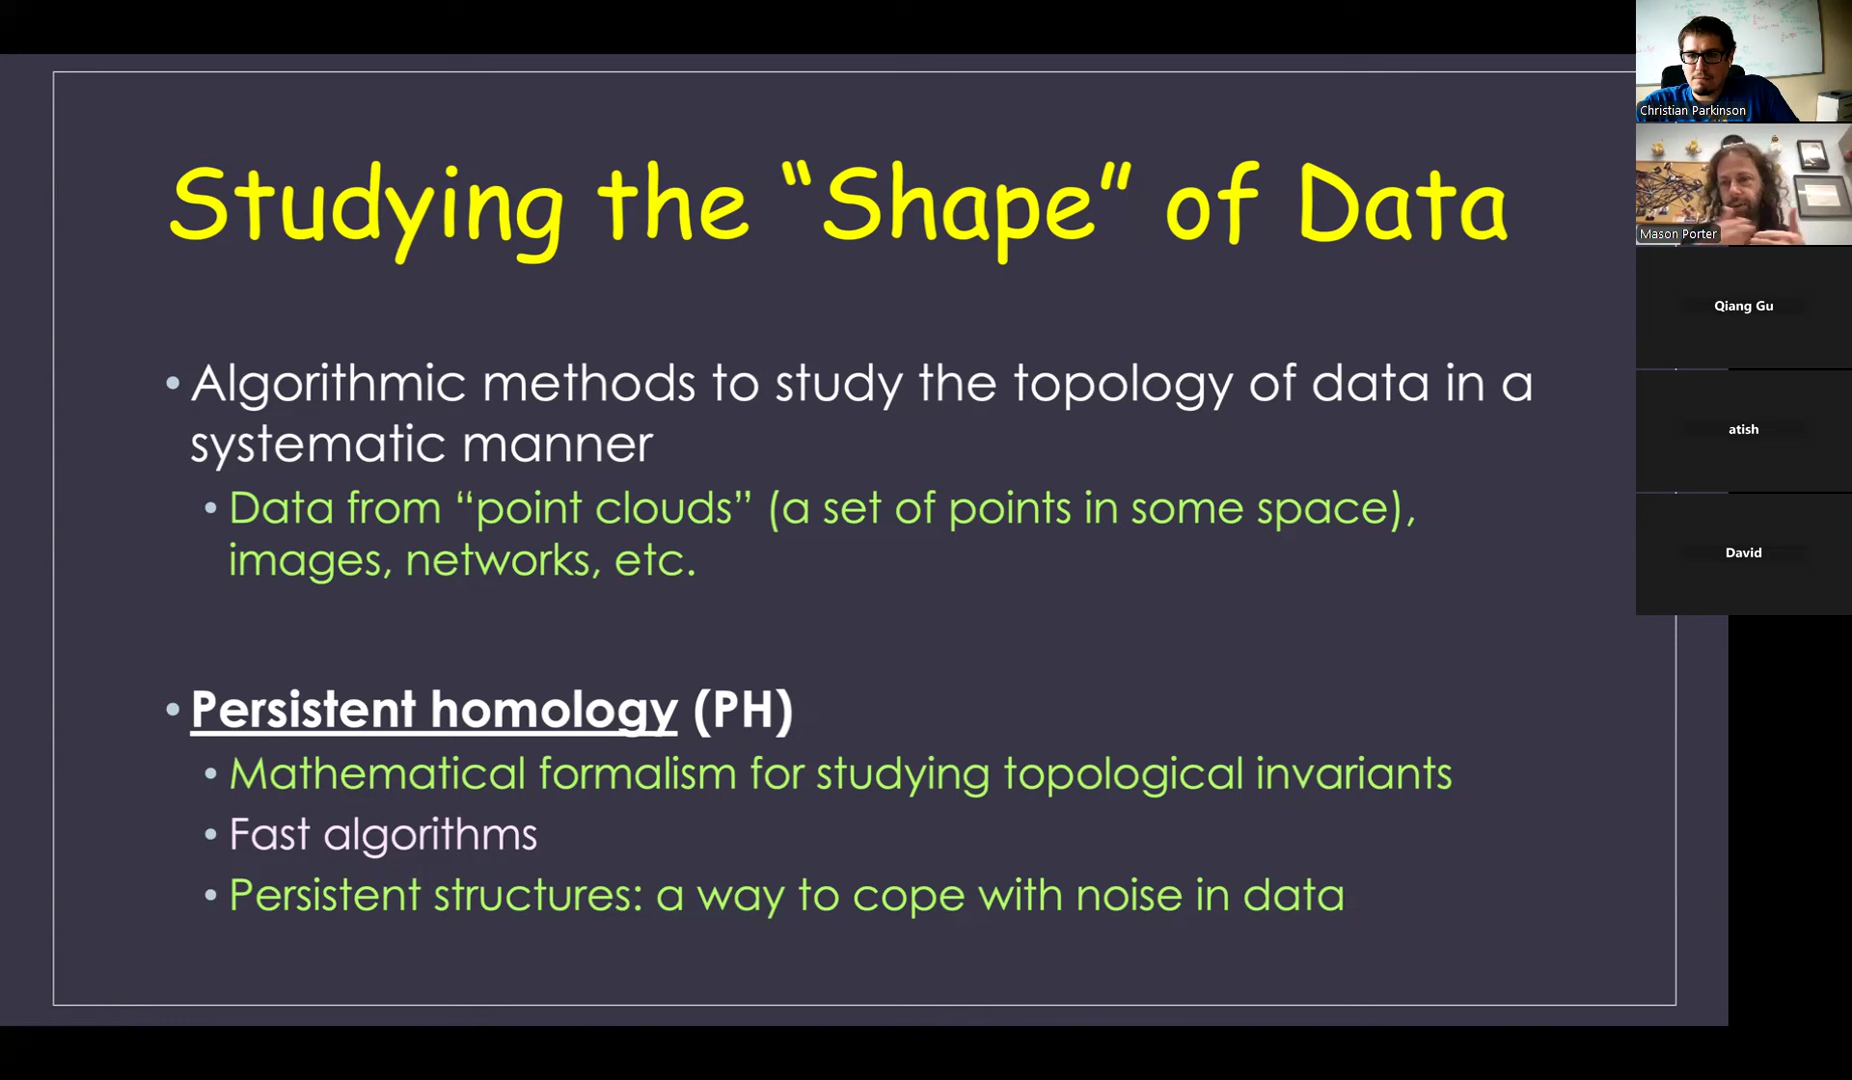 Studying the “Shape” of Data
• Algorithmic methods to study the topology of data in a
systematic manner
• Data from “point clouds” (a set of points in some space),
images, networks, etc.
• Persistent homology (PH)
• Mathematical formalism for studying topological invariants
• Fast algorithms
• Persistent structures: a way to cope with noise in data
Christian Parkinson
Mason Porter
Qiang Gu
atish
David